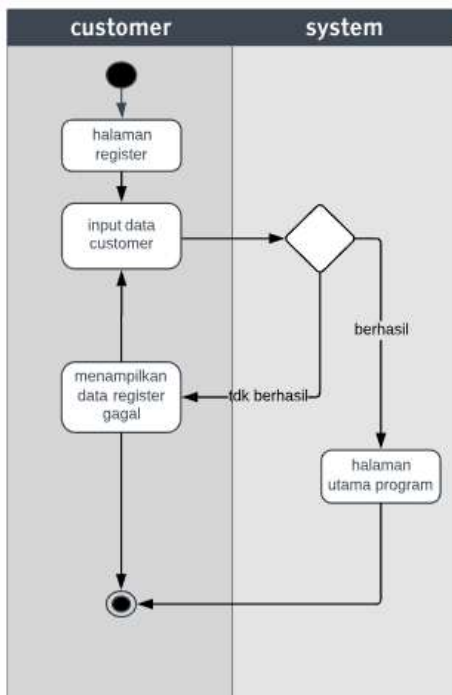 customer
system
halaman
register
input data
customer
berhasil
menampilkan
data register
gagal
tdk berhasil
halaman
utama program